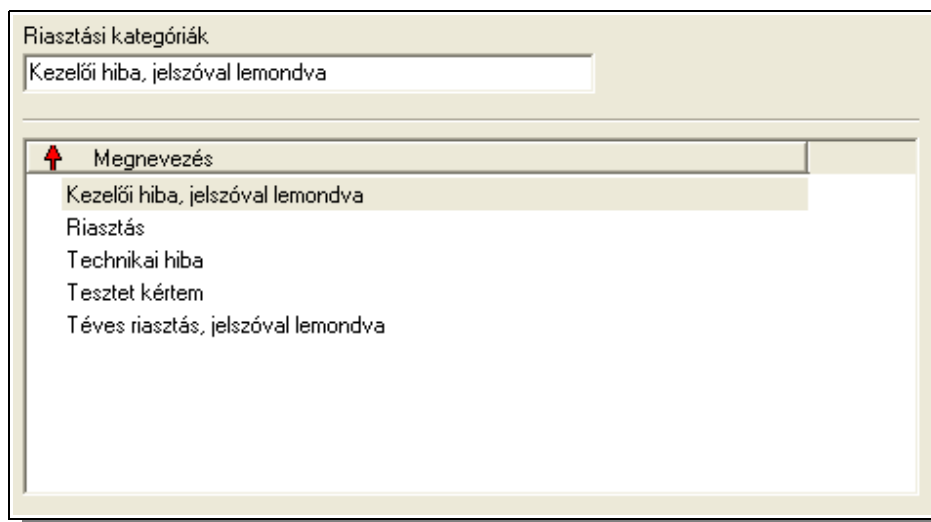 Riasztási kategóriák
Kezelői hiba, jelszóval lemondva
Megnevezés
Kezelői hiba, jelszóval lemondva
Riasztás
Technikai hiba
Tesztet kértem
Téves riasztás, jelszóval lemondva